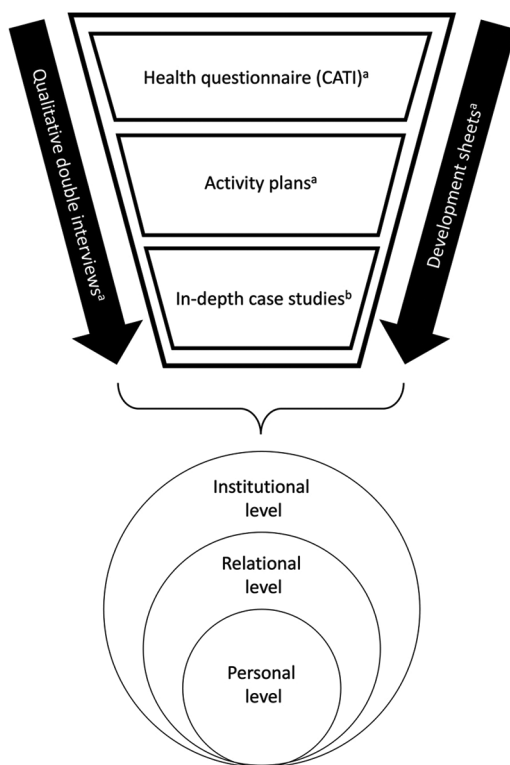 Health questionnaire (CATI)ᵃ
Qualitative double interviewsᵃ
Development sheetsᵃ
Activity plansᵃ
In-depth case studiesᵇ
Institutional
level
Relational
level
Personal
level